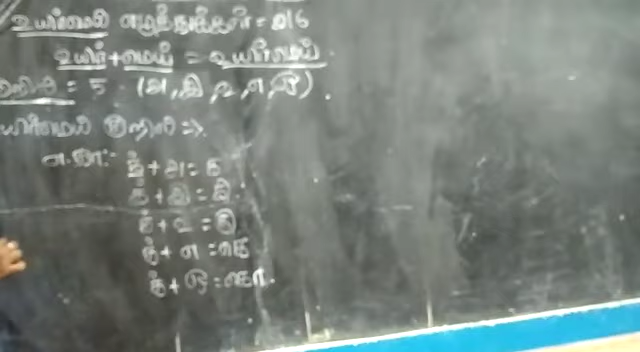 உயிர்மெய் எழுத்துக்கள் = 216
உயிர் + மெய் = உயிர்மெய்.
குறில் = 5 (அ, இ, உ, எ, ஒ).
உயிர்மெய் குறில் =>
எ.கா:- க் + அ = க
க் + இ = கி
க் + உ = கு
க் + எ = கெ
க் + ஒ = கொ.